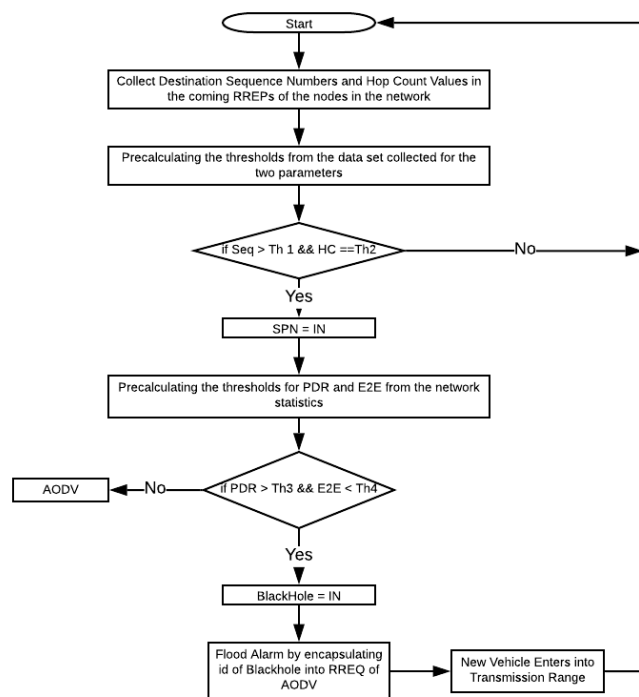 Start
Collect Destination Sequence Numbers and Hop Count Values in
the coming RREPs of the nodes in the network
Precalculating the thresholds from the data set collected for the
two parameters
if Seq > Th 1 && HC ==Th2
No
Yes
SPN = IN
Precalculating the thresholds for PDR and E2E from the network
statistics
AODV
No
if PDR > Th3 && E2E < Th4
Yes
BlackHole = IN
Flood Alarm by encapsulating
id of Blackhole into RREQ of
AODV
New Vehicle Enters into
Transmission Range